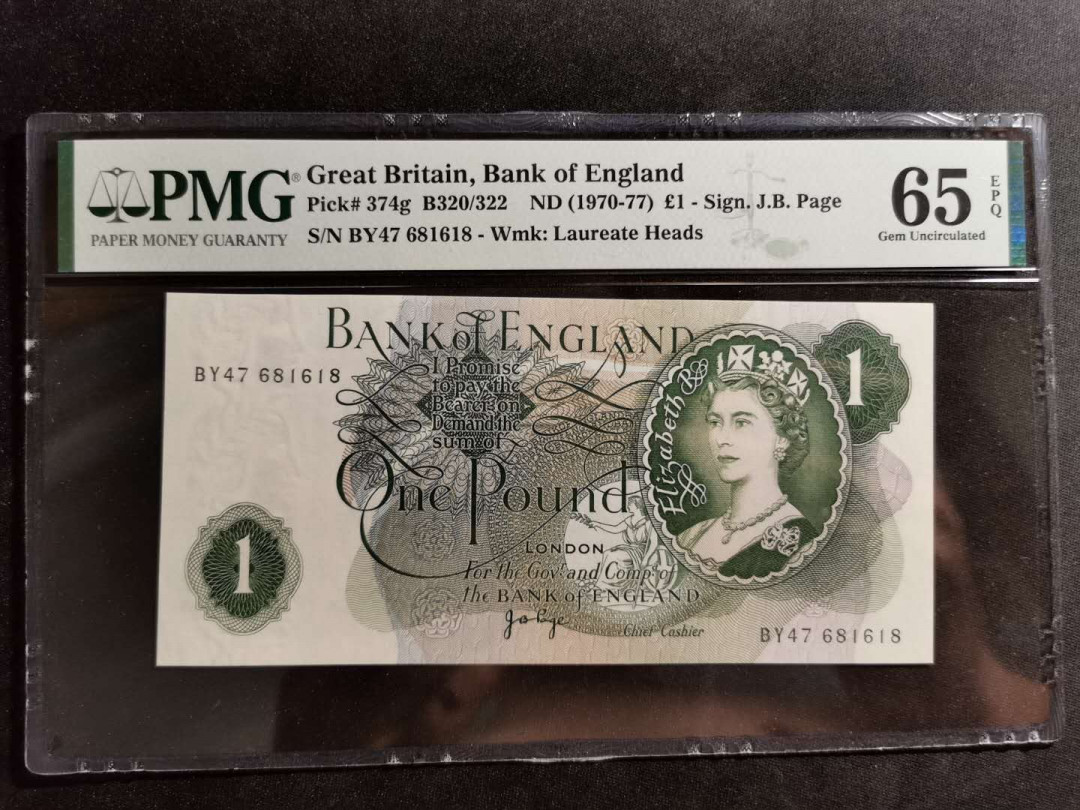 PMG®
PAPER MONEY GUARANTY
Great Britain, Bank of England
Pick# 374g B320/322 ND (1970-77) £1 - Sign. J.B. Page
S/N BY47 681618 - Wmk: Laureate Heads
65
EPQ
Gem Uncirculated
BANK of ENGLAND
BY47 681618
I Promise
to pay the
Bearer on
Demand the
sum of
One Pound
Elizabeth R
1
1
LONDON
For the Govt. and Comp. of
the BANK of ENGLAND
Chief Cashier
BY47 681618